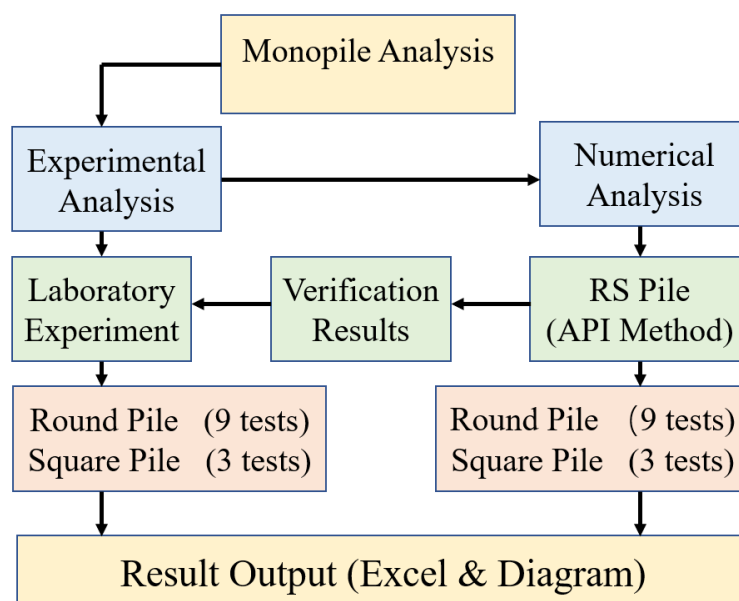 Monopile Analysis
Experimental
Analysis
Numerical
Analysis
Laboratory
Experiment
Verification
Results
RS Pile
(API Method)
Round Pile (9 tests)
Square Pile (3 tests)
Round Pile (9 tests)
Square Pile (3 tests)
Result Output (Excel & Diagram)